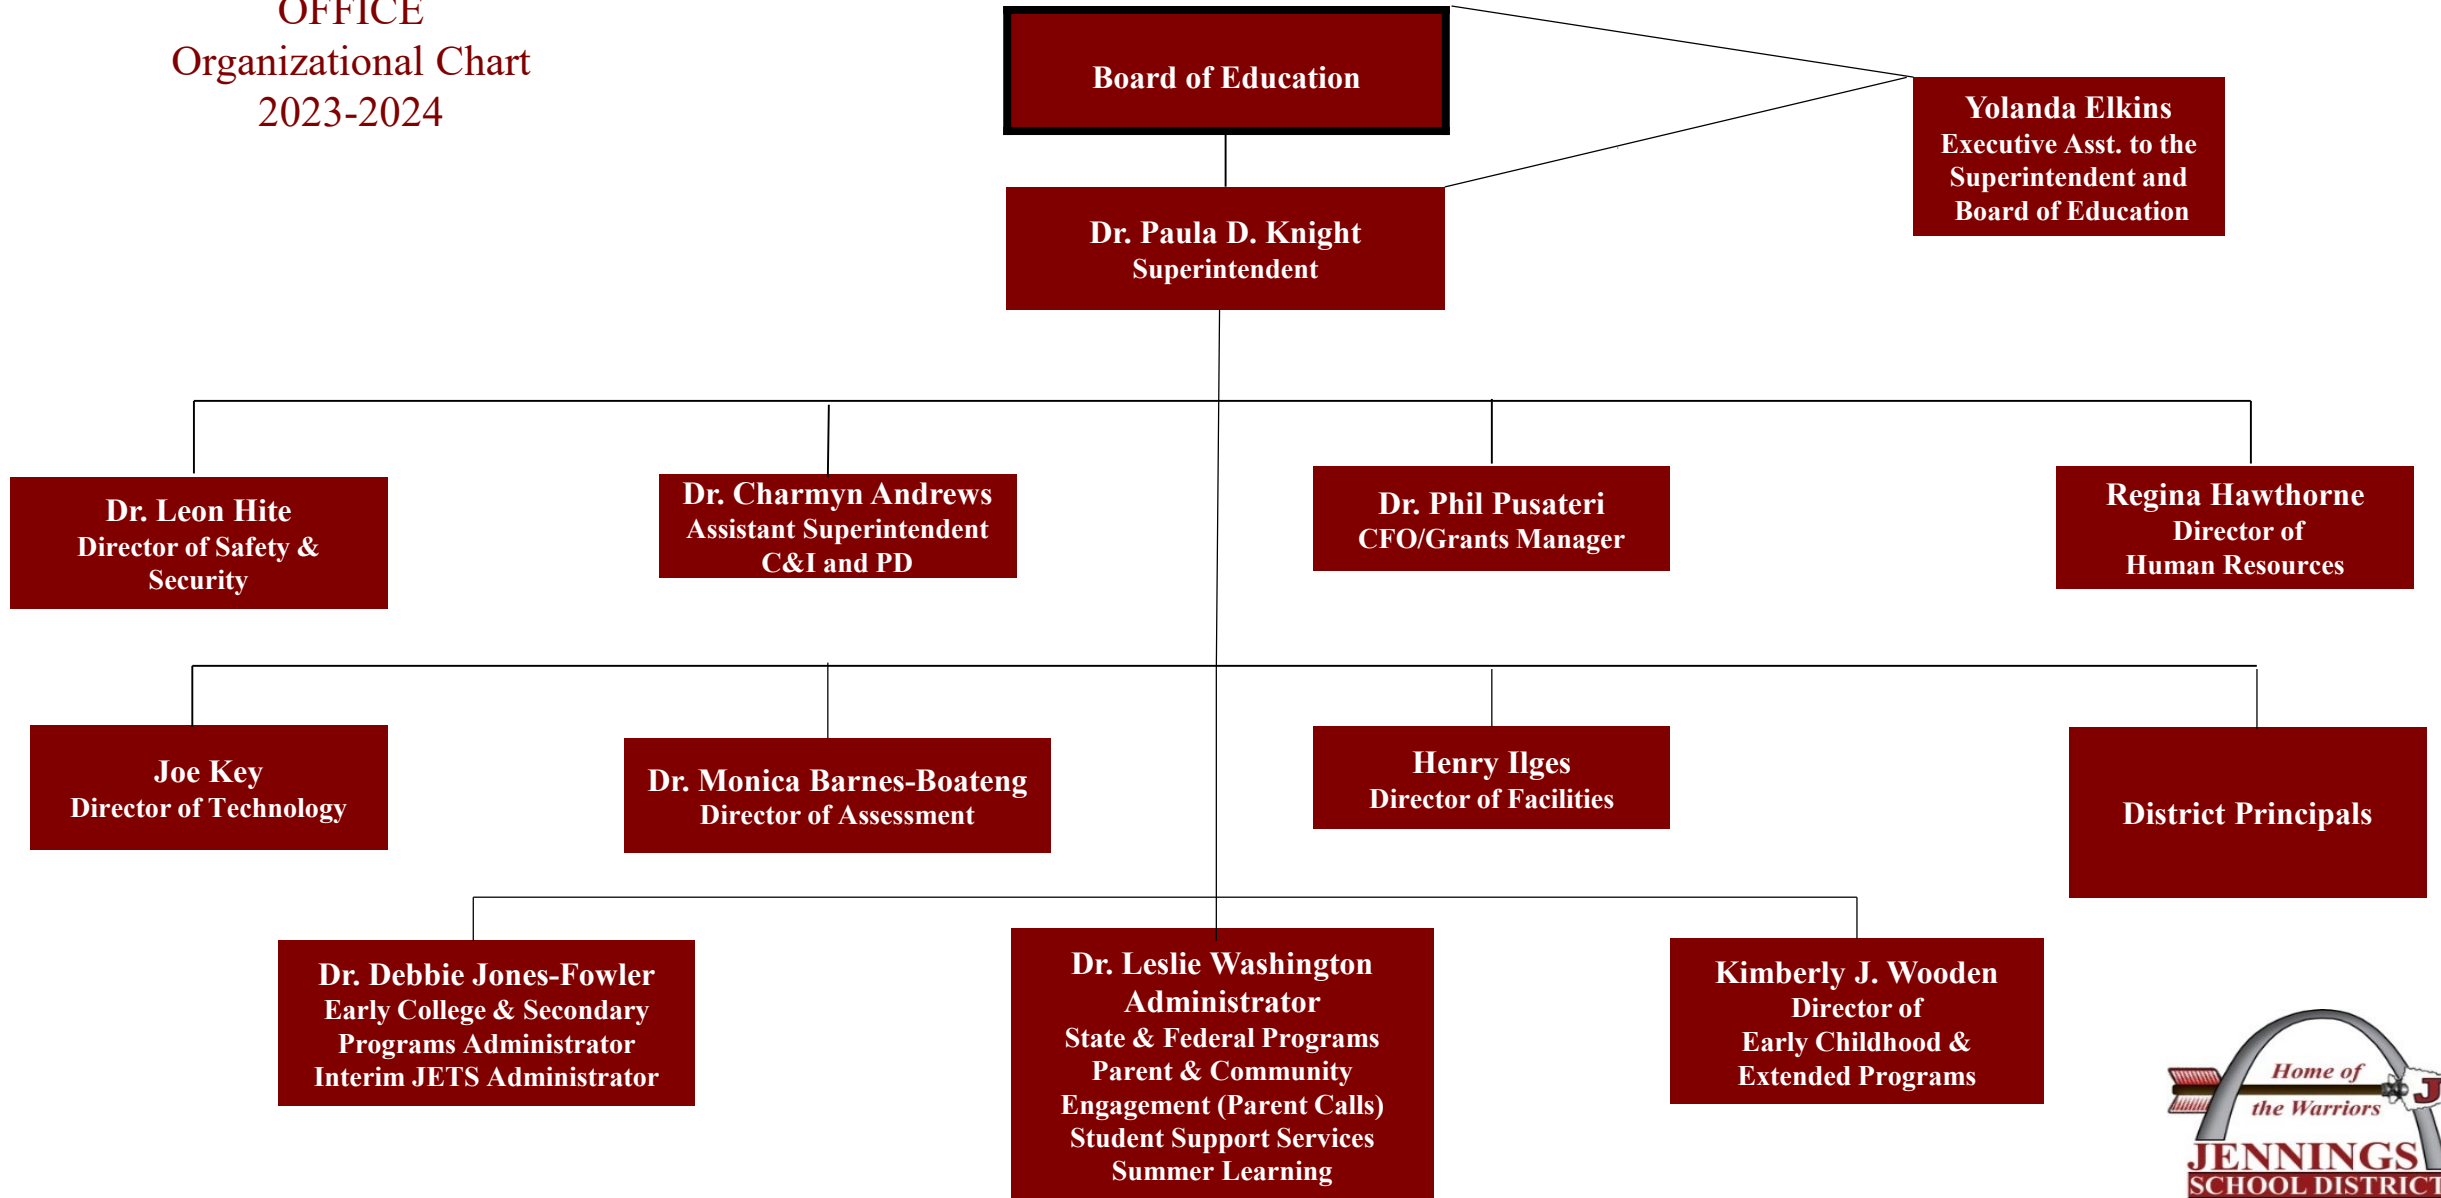 OFFICE
Organizational Chart
2023-2024
Board of Education
Yolanda Elkins
Executive Asst. to the
Superintendent and
Board of Education
Dr. Paula D. Knight
Superintendent
Dr. Leon Hite
Director of Safety &
Security
Dr. Charmyn Andrews
Assistant Superintendent
C&I and PD
Dr. Phil Pusateri
CFO/Grants Manager
Regina Hawthorne
Director of
Human Resources
Joe Key
Director of Technology
Dr. Monica Barnes-Boateng
Director of Assessment
Henry Ilges
Director of Facilities
District Principals
Dr. Debbie Jones-Fowler
Early College & Secondary
Programs Administrator
Interim JETS Administrator
Dr. Leslie Washington
Administrator
State & Federal Programs
Parent & Community
Engagement (Parent Calls)
Student Support Services
Summer Learning
Kimberly J. Wooden
Director of
Early Childhood &
Extended Programs
Home of
the Warriors
J
JENNINGS
SCHOOL DISTRICT